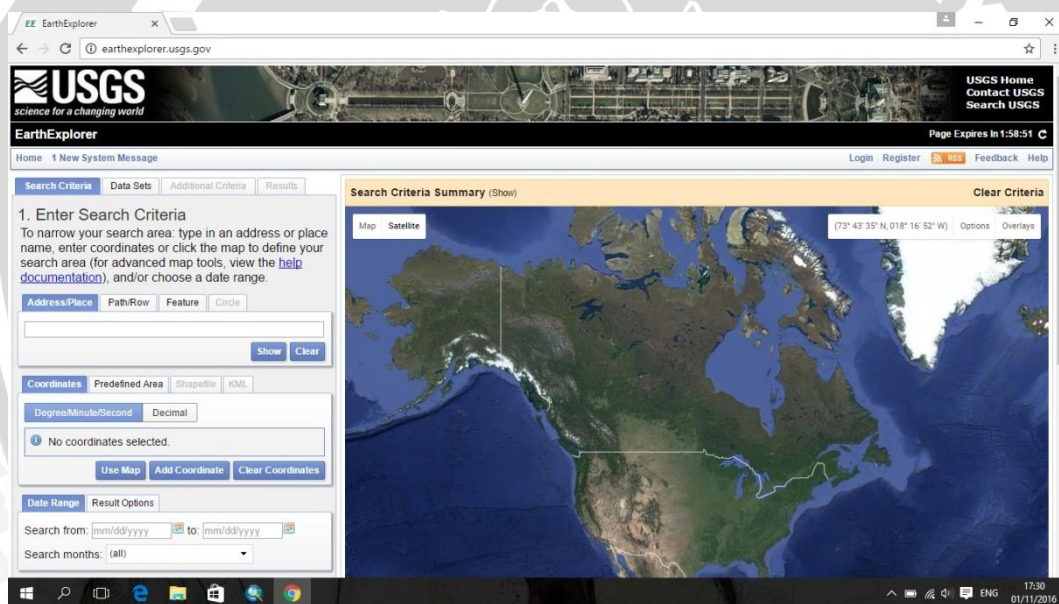 EE EarthExplorer
earthexplorer.usgs.gov
USGS
science for a changing world
USGS Home
Contact USGS
Search USGS
EarthExplorer
Page Expires In 1:58:51
Home 1 New System Message
Login Register RSS Feedback Help
Search Criteria Data Sets Additional Criteria Results
1. Enter Search Criteria
To narrow your search area: type in an address or place
name, enter coordinates or click the map to define your
search area (for advanced map tools, view the help
documentation), and/or choose a date range.
Address/Place Path/Row Feature Circle
Show Clear
Coordinates Predefined Area Shapefile KML
Degree/Minute/Second Decimal
No coordinates selected.
Use Map Add Coordinate Clear Coordinates
Date Range Result Options
Search from: mm/dd/yyyy to: mm/dd/yyyy
Search months: (all)
Search Criteria Summary (Show) Clear Criteria
Map Satellite
(73° 43' 35" N, 018° 16' 52" W) Options Overlays
ENG
17:30
01/11/2016